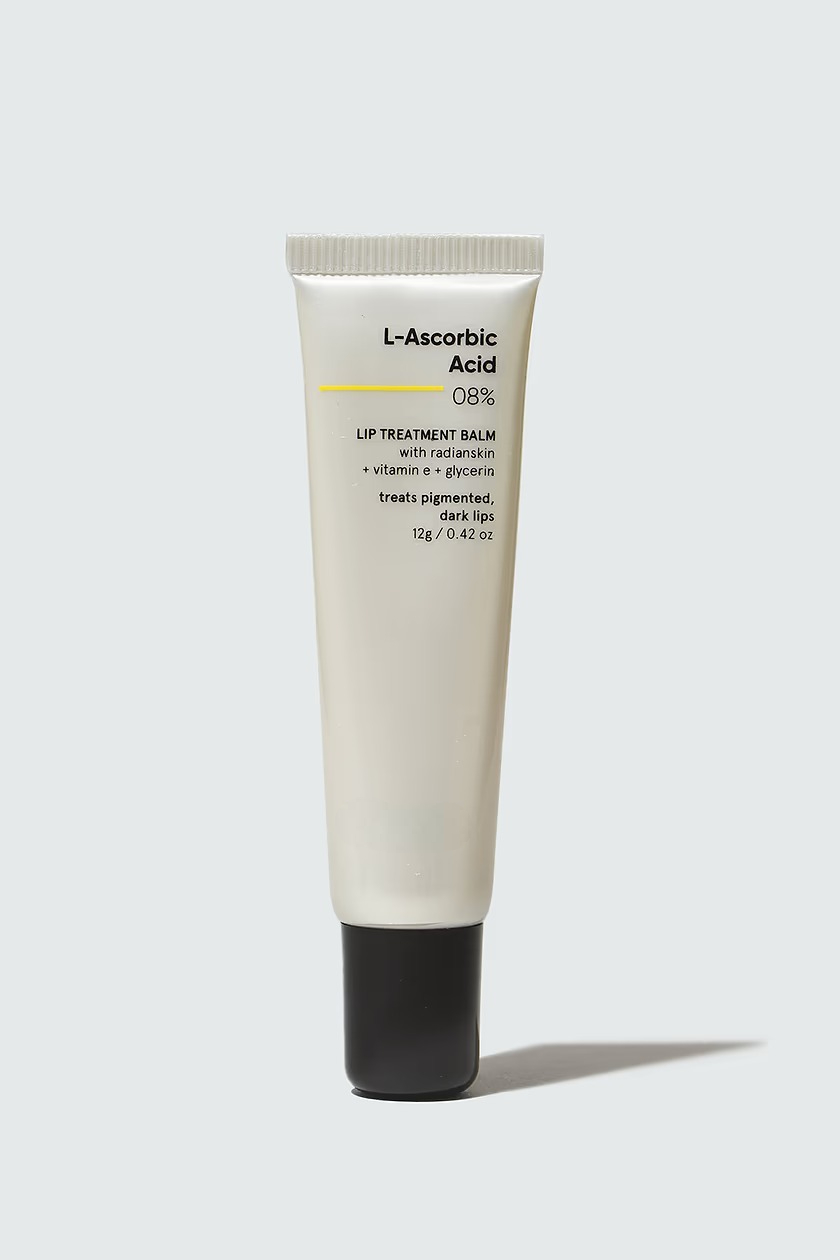 L-Ascorbic
Acid
08%
LIP TREATMENT BALM
with radianskin
+ vitamin e + glycerin
treats pigmented,
dark lips
12g / 0.42 oz